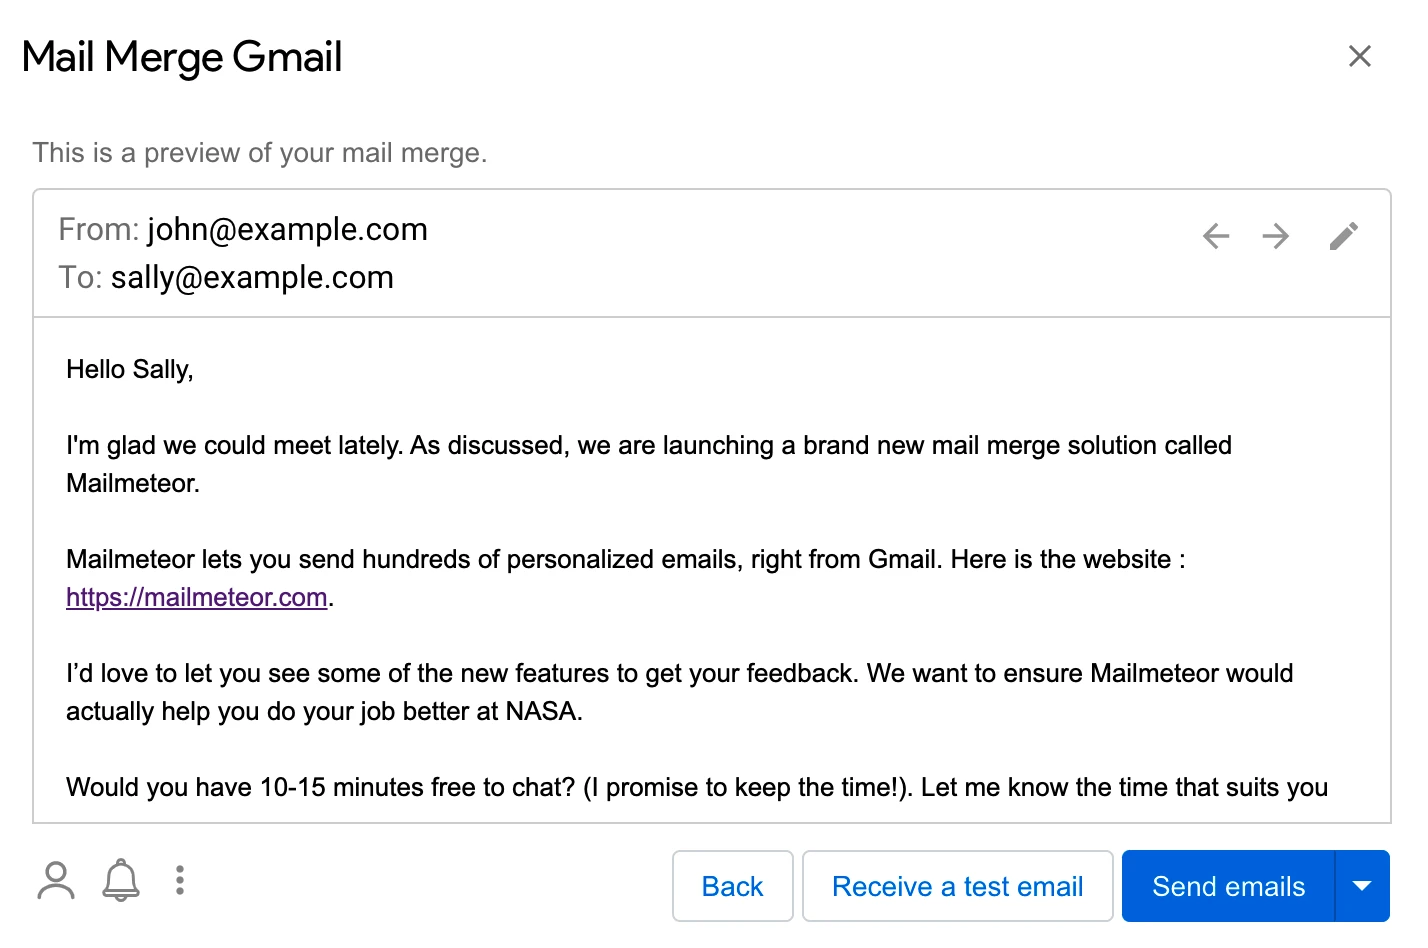 Mail Merge Gmail
This is a preview of your mail merge.
From: john@example.com
To: sally@example.com
Hello Sally,
I'm glad we could meet lately. As discussed, we are launching a brand new mail merge solution called
Mailmeteor.
Mailmeteor lets you send hundreds of personalized emails, right from Gmail. Here is the website :
https://mailmeteor.com.
I’d love to let you see some of the new features to get your feedback. We want to ensure Mailmeteor would
actually help you do your job better at NASA.
Would you have 10-15 minutes free to chat? (I promise to keep the time!). Let me know the time that suits you
Back
Receive a test email
Send emails